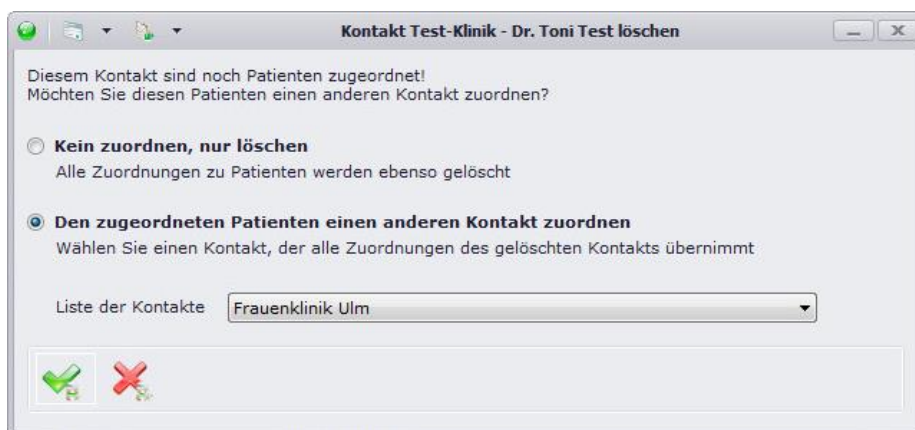 Kontakt Test-Klinik - Dr. Toni Test löschen
Diesem Kontakt sind noch Patienten zugeordnet!
Möchten Sie diesen Patienten einen anderen Kontakt zuordnen?
Kein zuordnen, nur löschen
Alle Zuordnungen zu Patienten werden ebenso gelöscht
Den zugeordneten Patienten einen anderen Kontakt zuordnen
Wählen Sie einen Kontakt, der alle Zuordnungen des gelöschten Kontakts übernimmt
Liste der Kontakte Frauenklinik Ulm